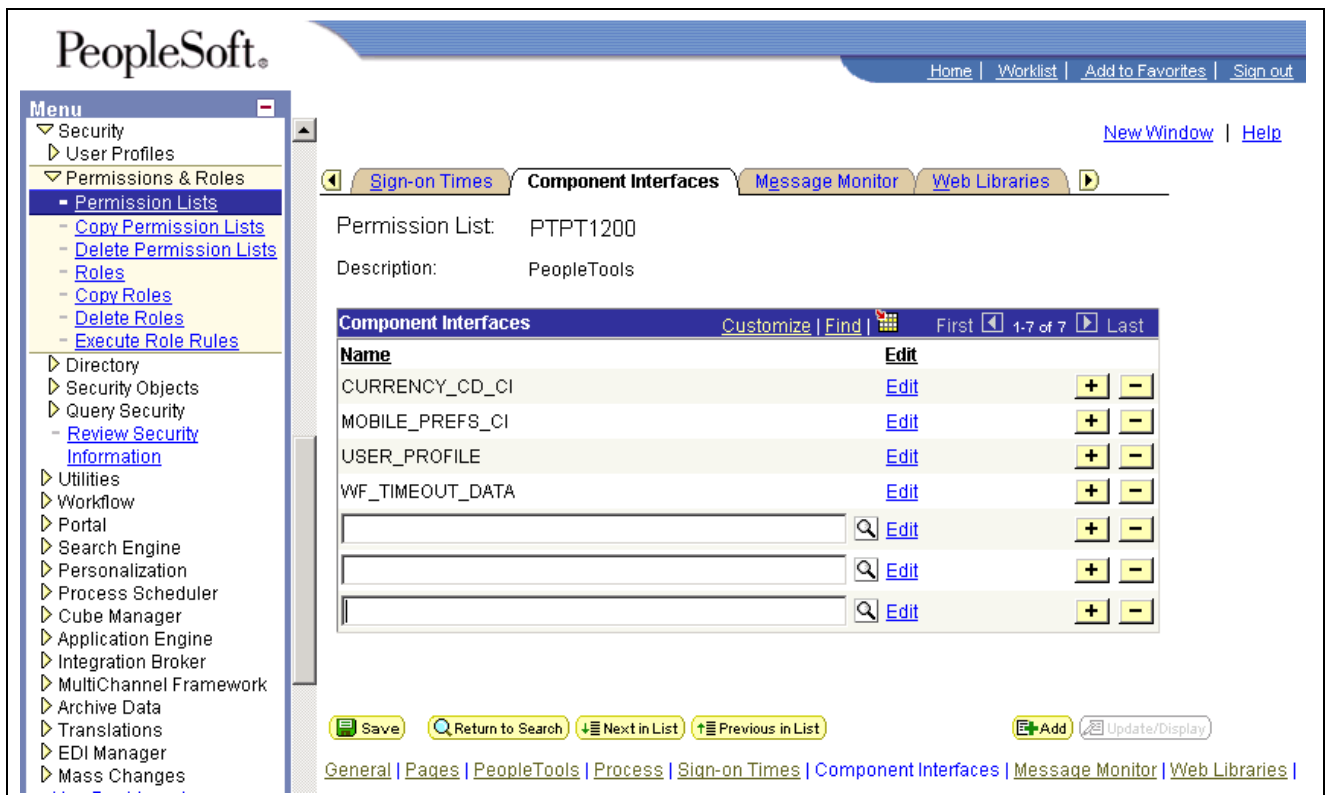 PeopleSoft®
Home | Worklist | Add to Favorites | Sign out
Menu
Security
User Profiles
Permissions & Roles
Permission Lists
Copy Permission Lists
Delete Permission Lists
Roles
Copy Roles
Delete Roles
Execute Role Rules
Directory
Security Objects
Query Security
Review Security
Information
Utilities
Workflow
Portal
Search Engine
Personalization
Process Scheduler
Cube Manager
Application Engine
Integration Broker
MultiChannel Framework
Archive Data
Translations
EDI Manager
Mass Changes
New Window | Help
Sign-on Times Component Interfaces Message Monitor Web Libraries
Permission List: PTPT1200
Description: PeopleTools
Component Interfaces Customize | Find | First 1-7 of 7 Last
Name Edit
CURRENCY_CD_CI Edit + -
MOBILE_PREFS_CI Edit + -
USER_PROFILE Edit + -
WF_TIMEOUT_DATA Edit + -
Edit + -
Edit + -
Edit + -
Save Return to Search Next in List Previous in List Add Update/Display
General | Pages | PeopleTools | Process | Sign-on Times | Component Interfaces | Message Monitor | Web Libraries |